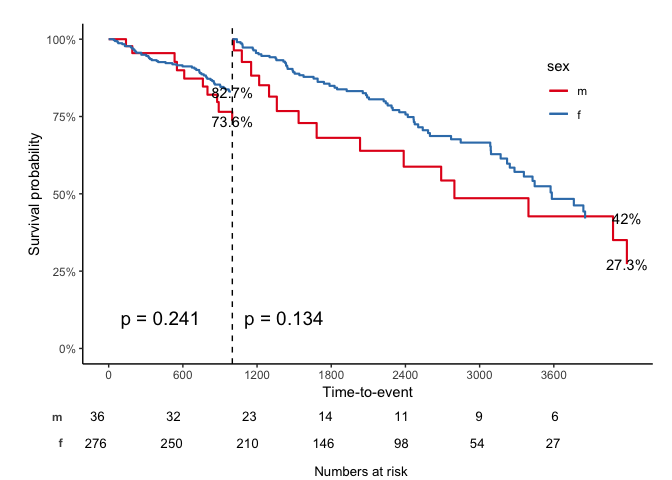 100%
75%
50%
25%
0%
Survival probability
82.7%
73.6%
42%
27.3%
sex
m
f
p = 0.241
p = 0.134
0 600 1200 1800 2400 3000 3600
Time-to-event
m 36 32 23 14 11 9 6
f 276 250 210 146 98 54 27
Numbers at risk